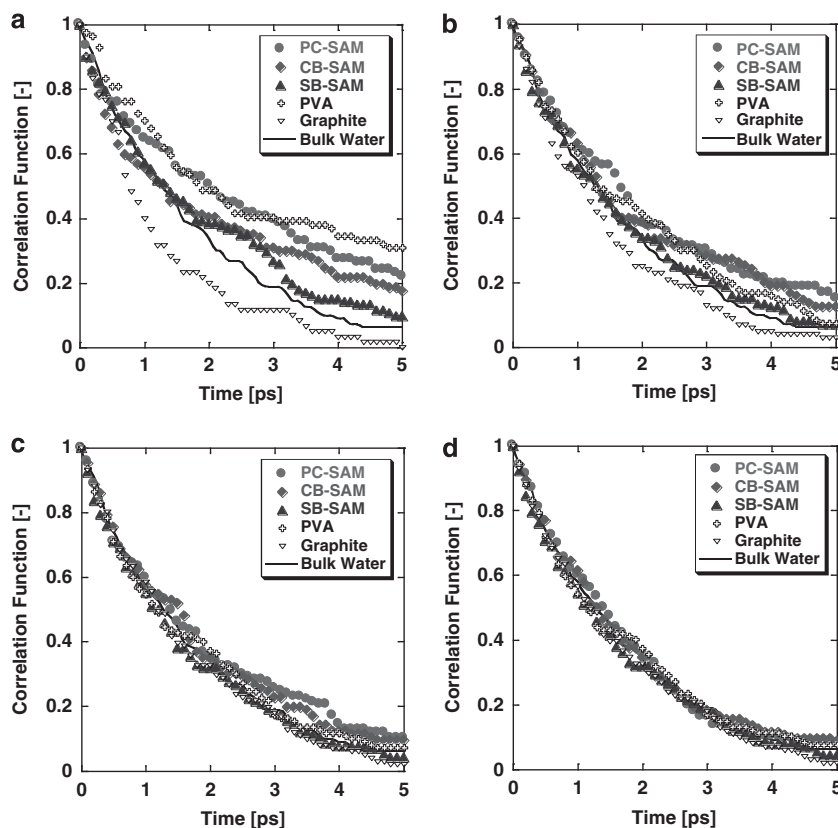 a
Correlation Function [-]
1
0.8
0.6
0.4
0.2
0
0 1 2 3 4 5
Time [ps]
PC-SAM
CB-SAM
SB-SAM
PVA
Graphite
Bulk Water
b
Correlation Function [-]
1
0.8
0.6
0.4
0.2
0
0 1 2 3 4 5
Time [ps]
PC-SAM
CB-SAM
SB-SAM
PVA
Graphite
Bulk Water
c
Correlation Function [-]
1
0.8
0.6
0.4
0.2
0
0 1 2 3 4 5
Time [ps]
PC-SAM
CB-SAM
SB-SAM
PVA
Graphite
Bulk Water
d
Correlation Function [-]
1
0.8
0.6
0.4
0.2
0
0 1 2 3 4 5
Time [ps]
PC-SAM
CB-SAM
SB-SAM
PVA
Graphite
Bulk Water